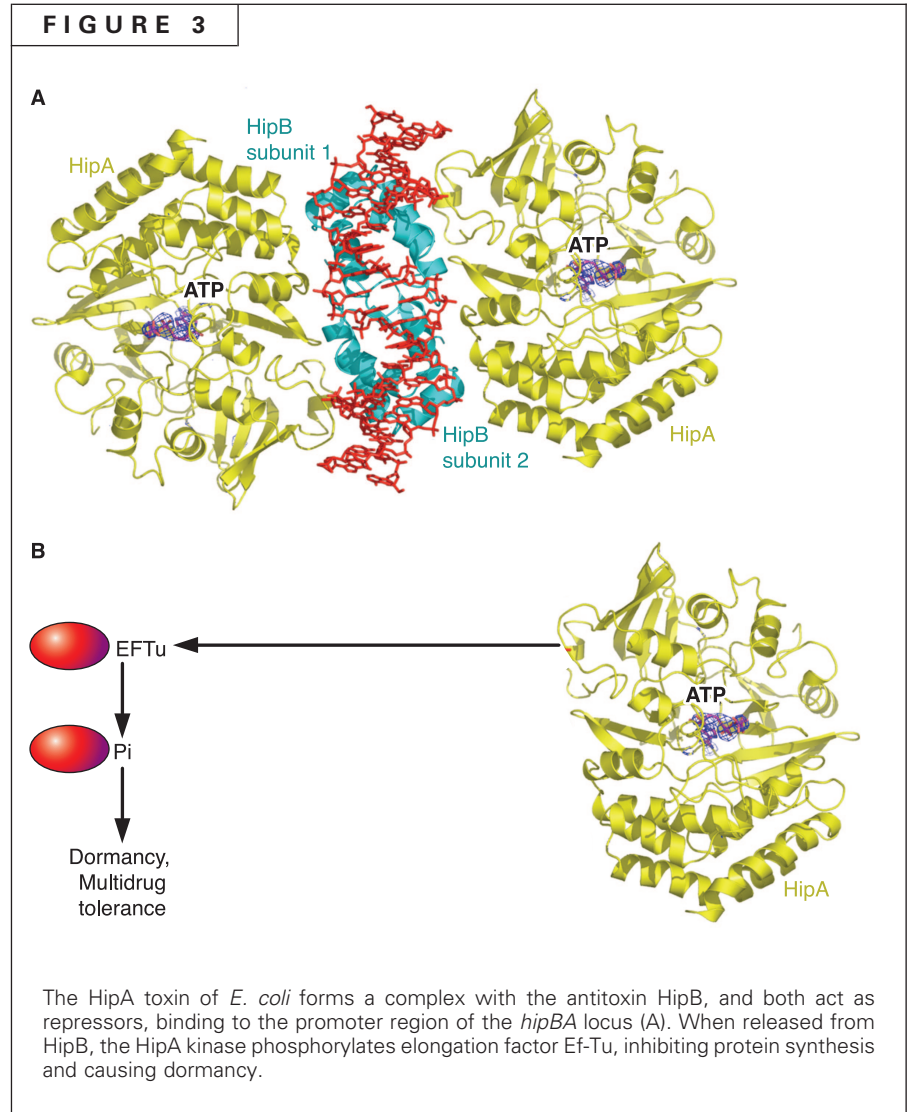 FIGURE 3
A
HipB
subunit 1
HipA
ATP
ATP
HipB
subunit 2
HipA
B
EFTu
ATP
Pi
Dormancy,
Multidrug
tolerance
HipA
The HipA toxin of E. coli forms a complex with the antitoxin HipB, and both act as
repressors, binding to the promoter region of the hipBA locus (A). When released from
HipB, the HipA kinase phosphorylates elongation factor Ef-Tu, inhibiting protein synthesis
and causing dormancy.